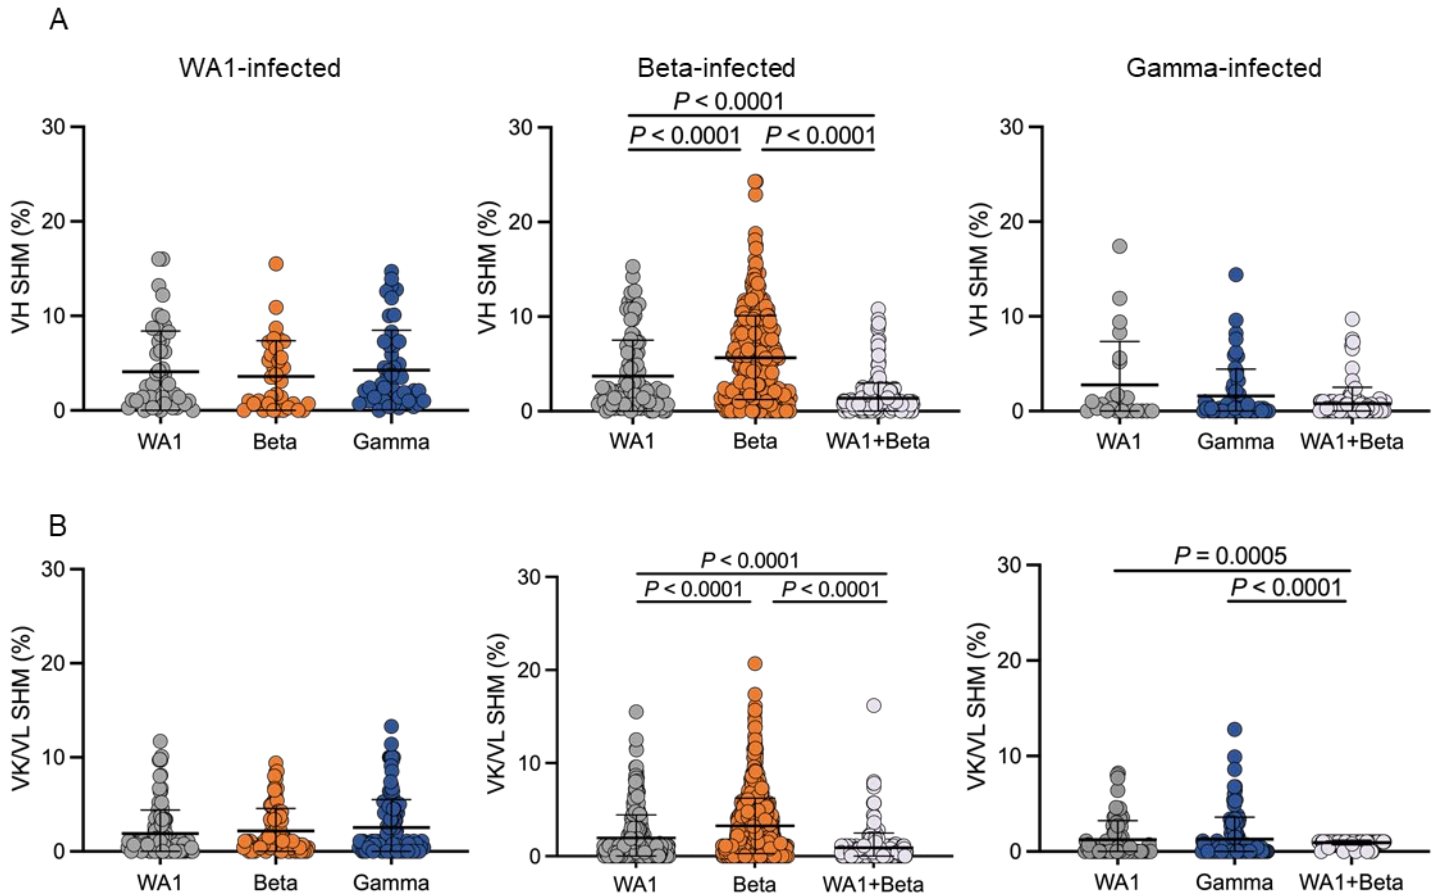 A
WA1-infected
Beta-infected
Gamma-infected
P < 0.0001
P < 0.0001 P < 0.0001
VH SHM (%)
30
20
10
0
WA1 Beta Gamma
VH SHM (%)
30
20
10
0
WA1 Beta WA1+Beta
VH SHM (%)
30
20
10
0
WA1 Gamma WA1+Beta
B
VK/VL SHM (%)
30
20
10
0
WA1 Beta Gamma
P < 0.0001
P < 0.0001 P < 0.0001
VK/VL SHM (%)
30
20
10
0
WA1 Beta WA1+Beta
P = 0.0005
P < 0.0001
VK/VL SHM (%)
30
20
10
0
WA1 Gamma WA1+Beta